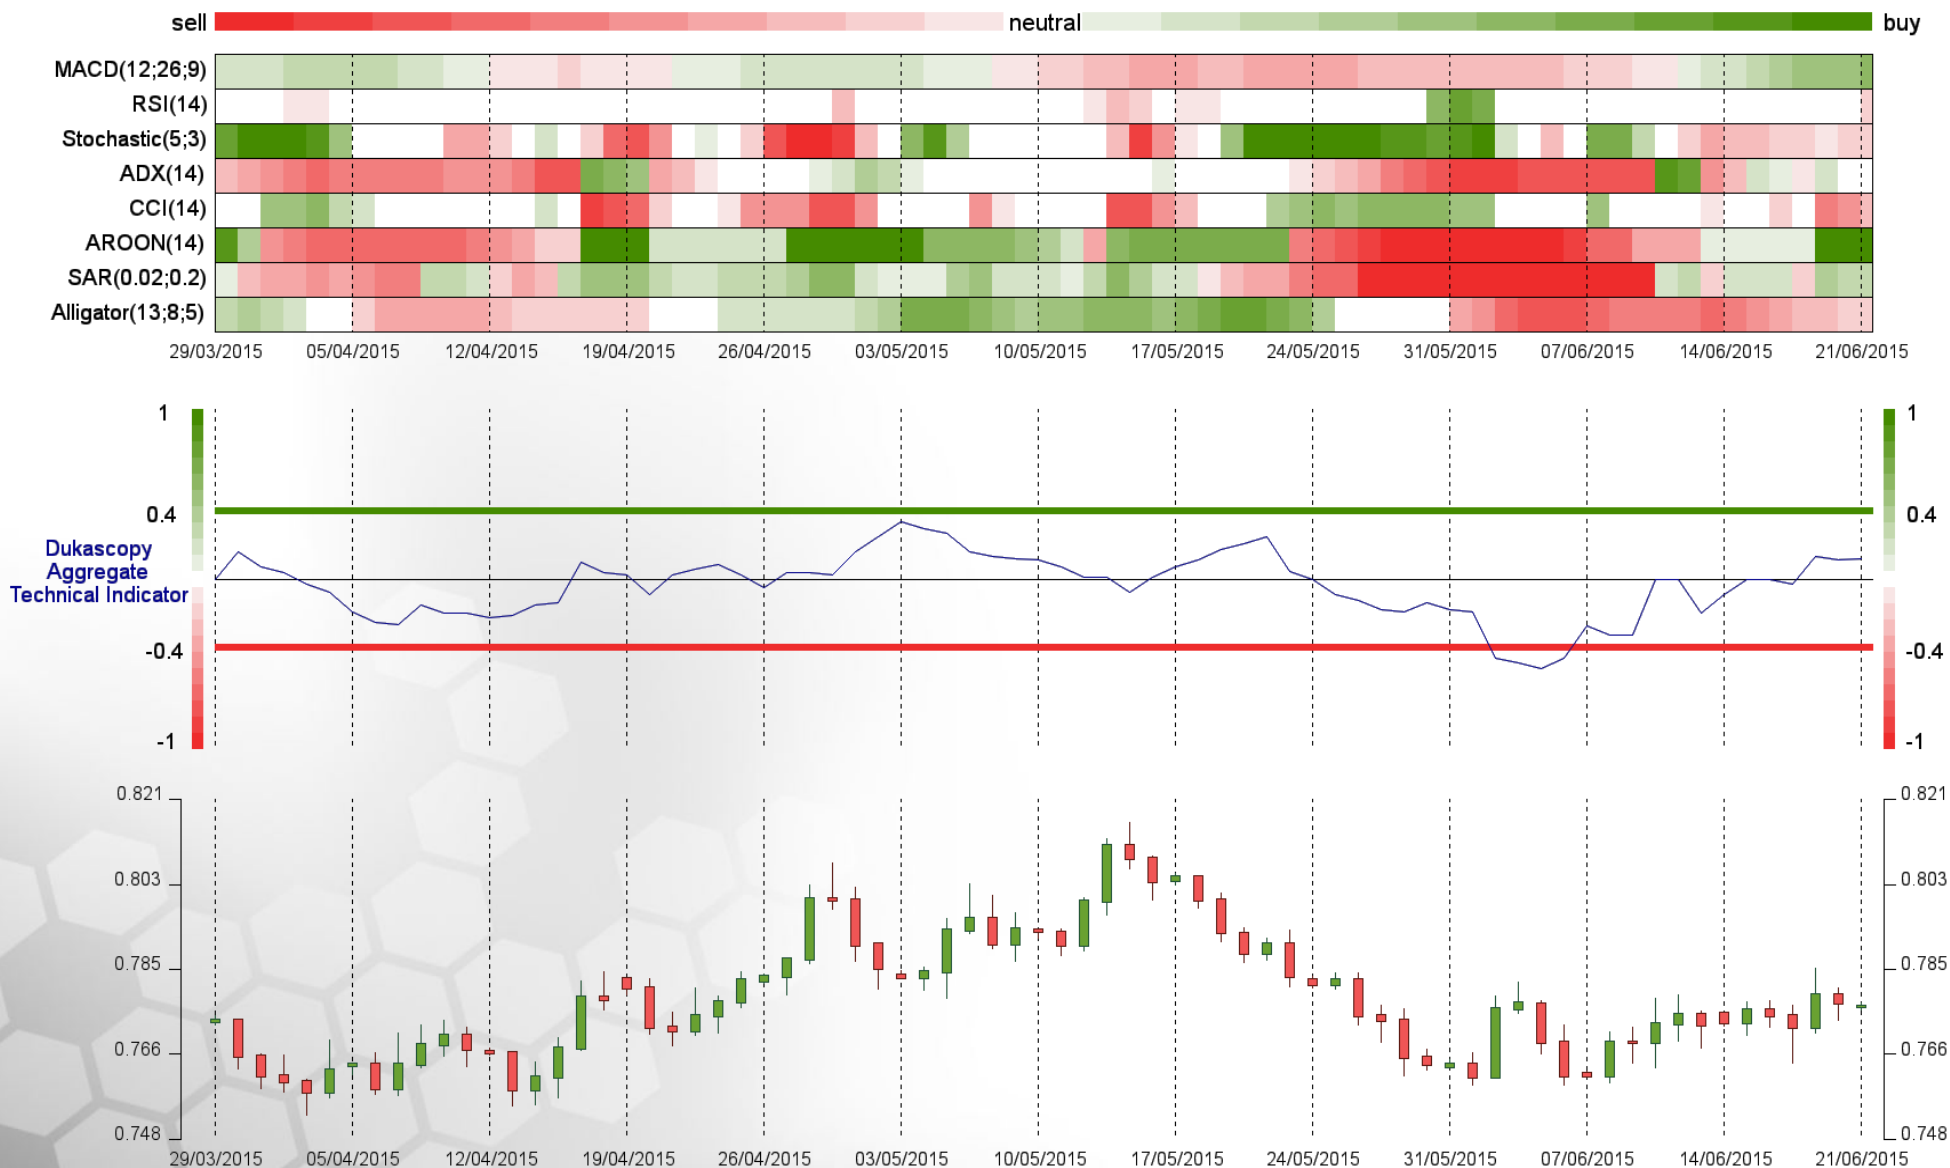 sell neutral buy
MACD(12;26;9)
RSI(14)
Stochastic(5;3)
ADX(14)
CCI(14)
AROON(14)
SAR(0.02;0.2)
Alligator(13;8;5)
29/03/2015 05/04/2015 12/04/2015 19/04/2015 26/04/2015 03/05/2015 10/05/2015 17/05/2015 24/05/2015 31/05/2015 07/06/2015 14/06/2015 21/06/2015
1 1
0.4 0.4
Dukascopy
Aggregate
Technical Indicator
-0.4 -0.4
-1 -1
0.821 0.821
0.803 0.803
0.785 0.785
0.766 0.766
0.748 0.748
29/03/2015 05/04/2015 12/04/2015 19/04/2015 26/04/2015 03/05/2015 10/05/2015 17/05/2015 24/05/2015 31/05/2015 07/06/2015 14/06/2015 21/06/2015